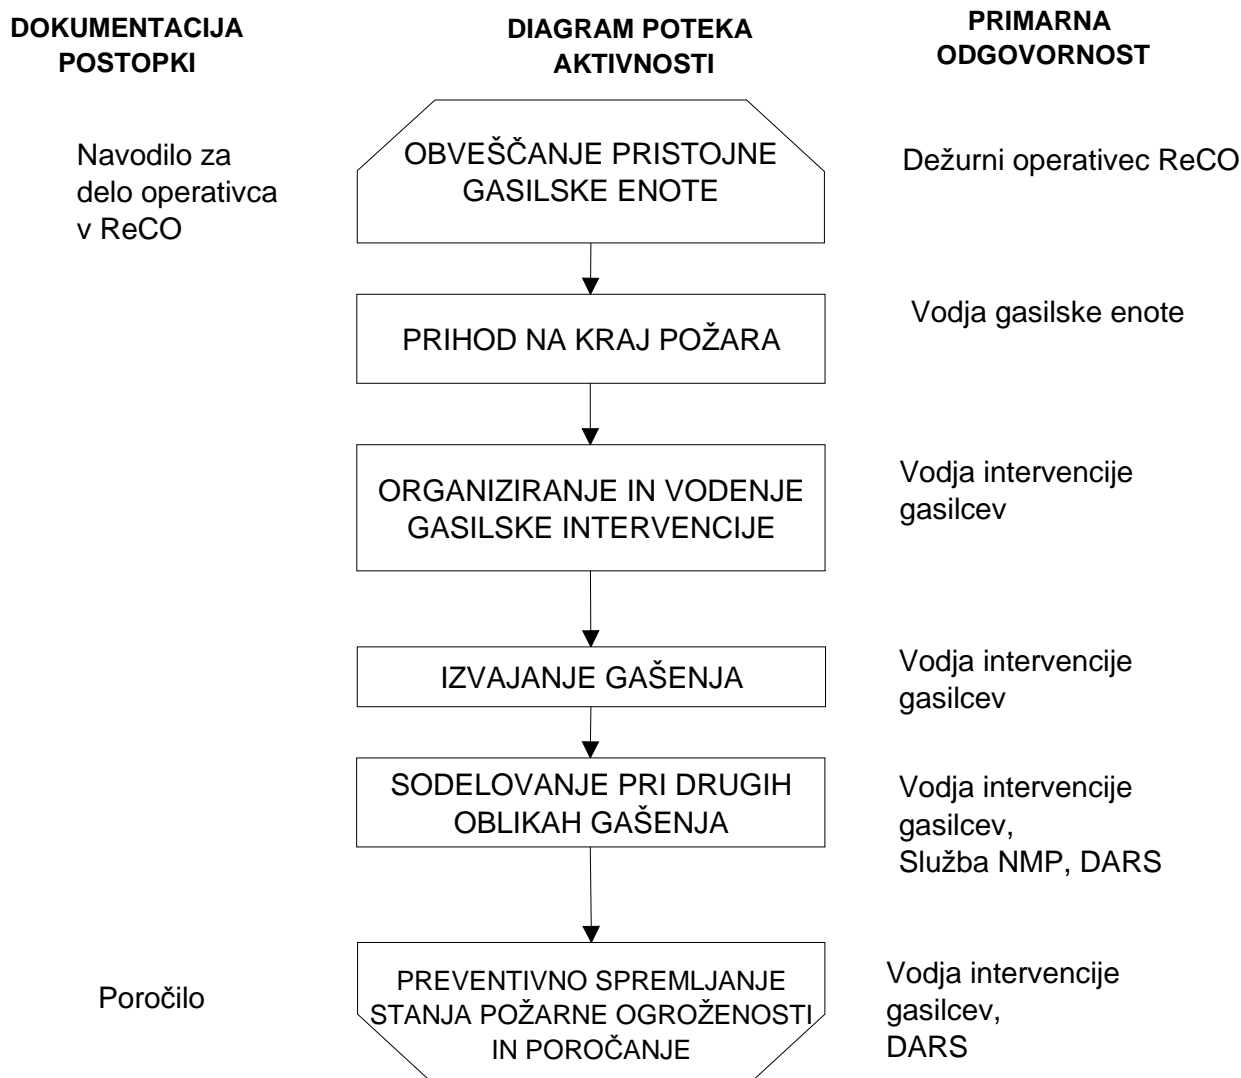 DOKUMENTACIJA
POSTOPKI
DIAGRAM POTEKA
AKTIVNOSTI
PRIMARNA
ODGOVORNOST
Navodilo za
delo operativca
v ReCO
OBVEŠČANJE PRISTOJNE
GASILSKE ENOTE
Dežurni operativec ReCO
PRIHOD NA KRAJ POŽARA
Vodja gasilske enote
ORGANIZIRANJE IN VODENJE
GASILSKE INTERVENCIJE
Vodja intervencije
gasilcev
IZVAJANJE GAŠENJA
Vodja intervencije
gasilcev
SODELOVANJE PRI DRUGIH
OBLIKAH GAŠENJA
Vodja intervencije
gasilcev,
Služba NMP, DARS
Poročilo
PREVENTIVNO SPREMLJANJE
STANJA POŽARNE OGROŽENOSTI
IN POROČANJE
Vodja intervencije
gasilcev,
DARS